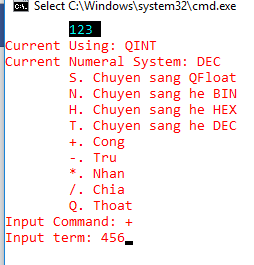 Select C:\Windows\system32\cmd.exe
123
Current Using: QINT
Current Numeral System: DEC
S. Chuyen sang QFloat
N. Chuyen sang he BIN
H. Chuyen sang he HEX
T. Chuyen sang he DEC
+. Cong
-. Tru
*. Nhan
/. Chia
Q. Thoat
Input Command: +
Input term: 456